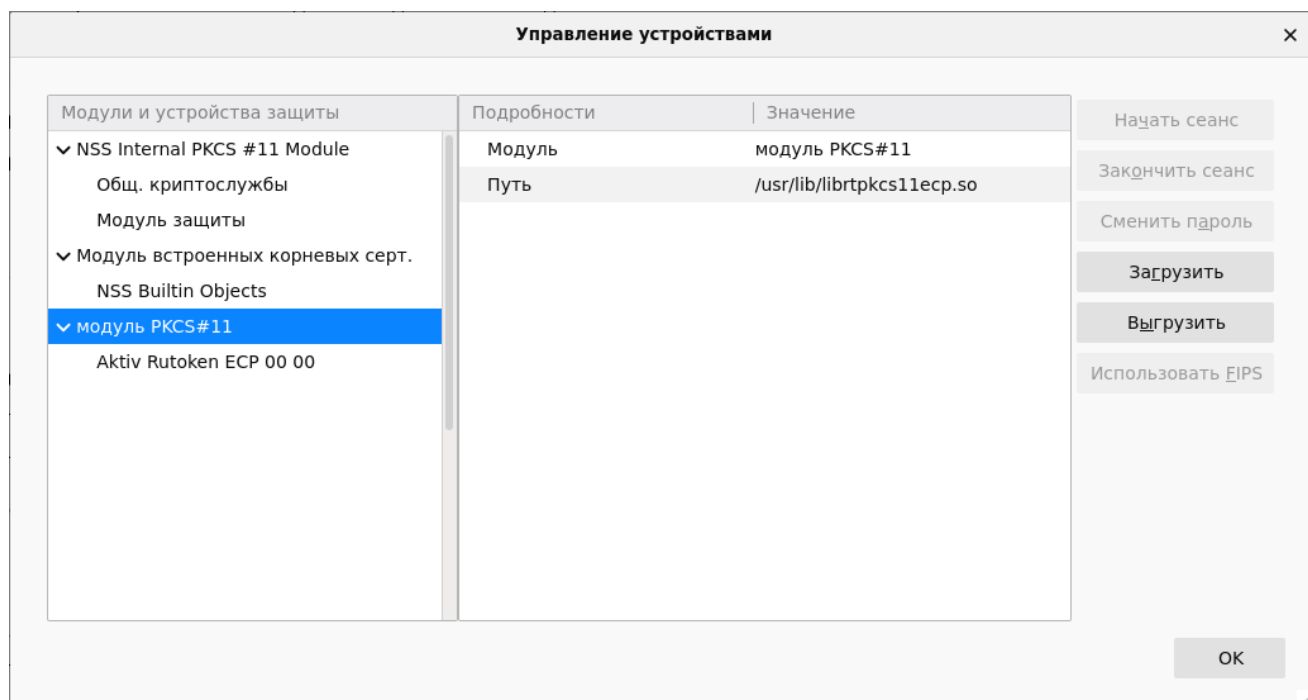 Управление устройствами
Модули и устройства защиты
NSS Internal PKCS #11 Module
Общ. криптослужбы
Модуль защиты
Модуль встроенных корневых серт.
NSS Builtin Objects
модуль PKCS#11
Aktiv Rutoken ECP 00 00
Подробности Значение
Модуль модуль PKCS#11
Путь /usr/lib/librtpkcs11ecp.so
Начать сеанс
Закончить сеанс
Сменить пароль
Загрузить
Выгрузить
Использовать FIPS
OK